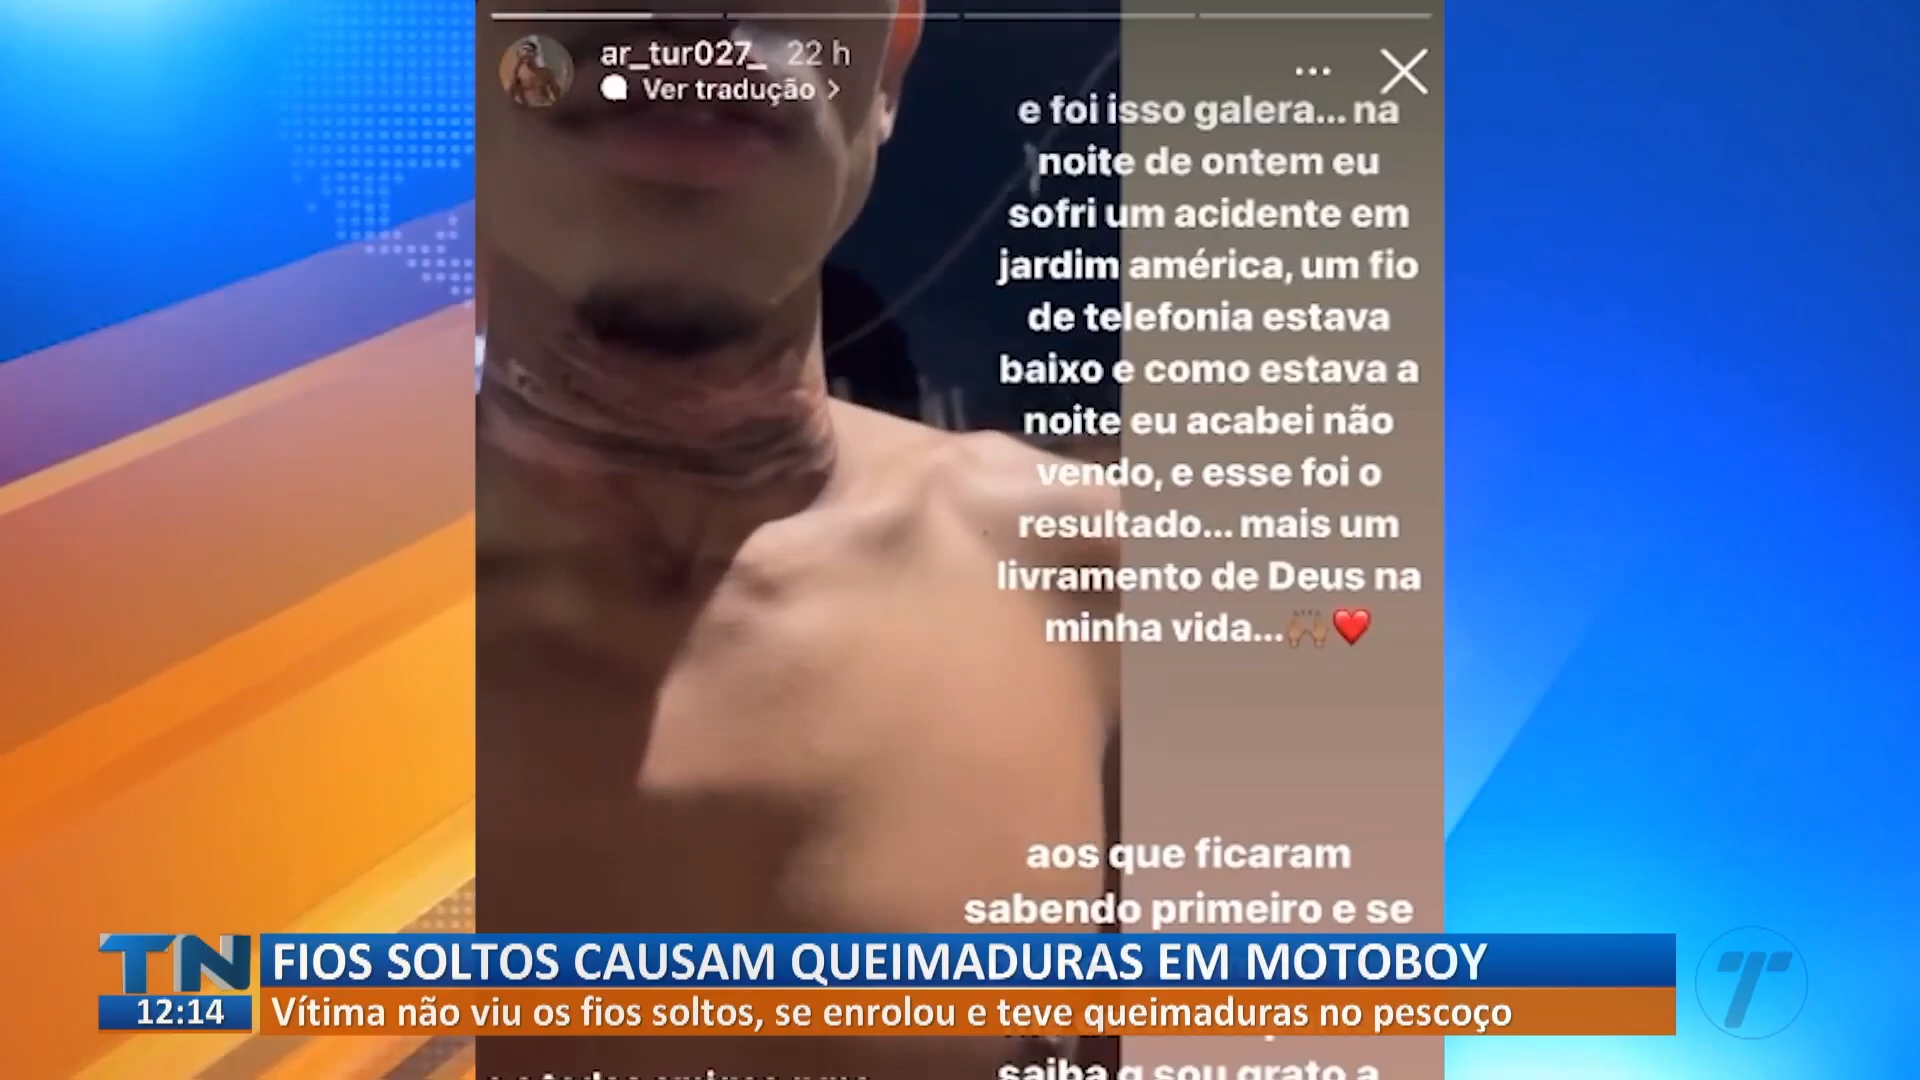 ar_tur027_ 22 h
Ver tradução >
e foi isso galera... na
noite de ontem eu
sofri um acidente em
jardim américa, um fio
de telefonia estava
baixo e como estava a
noite eu acabei não
vendo, e esse foi o
resultado... mais um
livramento de Deus na
minha vida...🙌🏽❤️
aos que ficaram
sabendo primeiro e se
TN FIOS SOLTOS CAUSAM QUEIMADURAS EM MOTOBOY
12:14 Vítima não viu os fios soltos, se enrolou e teve queimaduras no pescoço
saiba q sou grato a